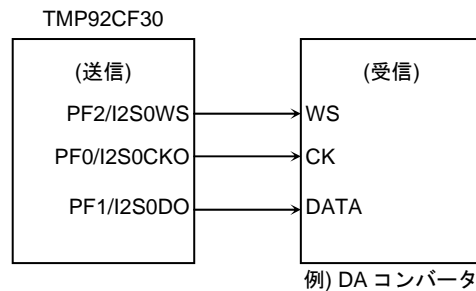 TMP92CF30
(送信)
(受信)
PF2/I2S0WS
WS
PF0/I2S0CKO
CK
PF1/I2S0DO
DATA
例) DA コンバータ